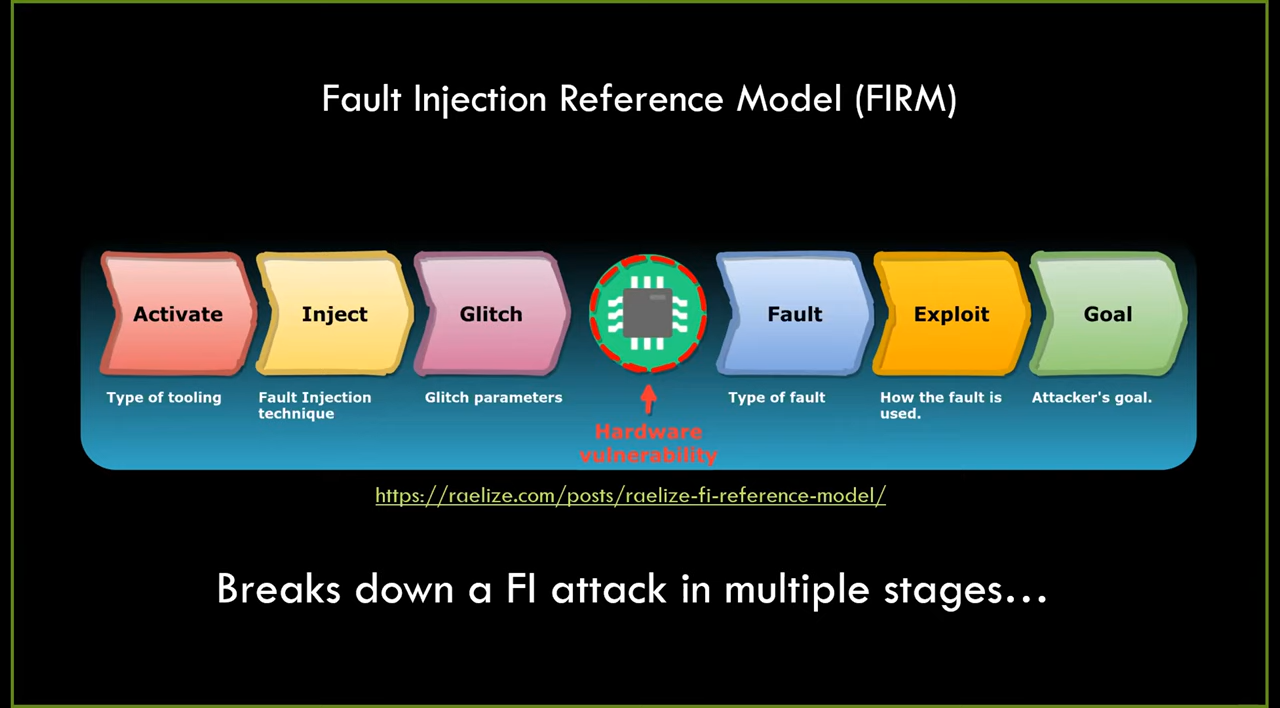 Fault Injection Reference Model (FIRM)
Activate
Inject
Glitch
Fault
Exploit
Goal
Type of tooling
Fault Injection
technique
Glitch parameters
Hardware
vulnerability
Type of fault
How the fault is
used.
Attacker's goal.
https://raelize.com/posts/raelize-fi-reference-model/
Breaks down a FI attack in multiple stages…